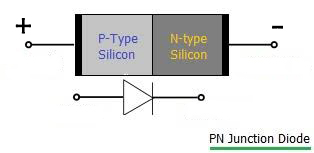 + P-Type N-type -
Silicon Silicon
PN Junction Diode